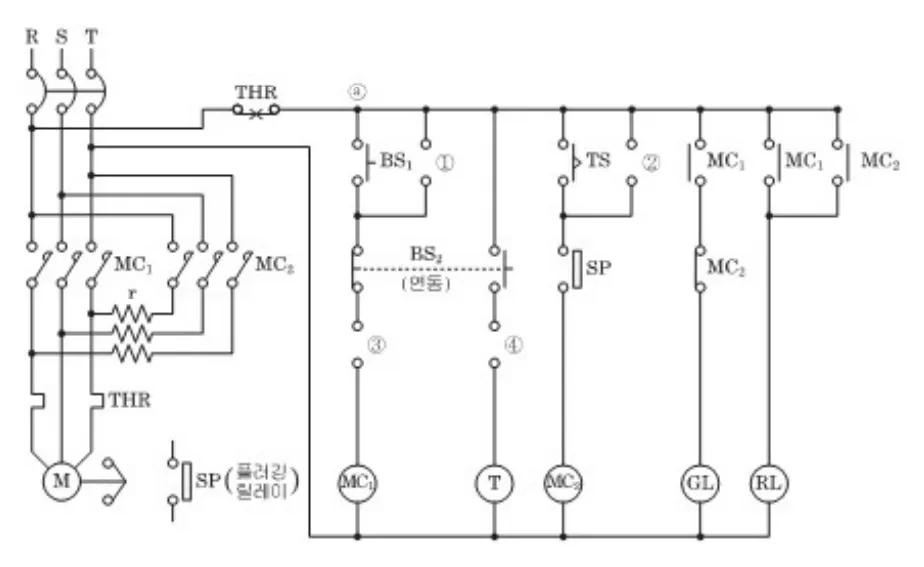 R S T
THR
ⓐ
BS₁
①
TS
②
MC₁
MC₁
MC₂
MC₁
MC₂
BS₂
(연동)
SP
MC₂
r
③
④
THR
M
SP (플러깅 릴레이)
MC₁
T
MC₂
GL
RL